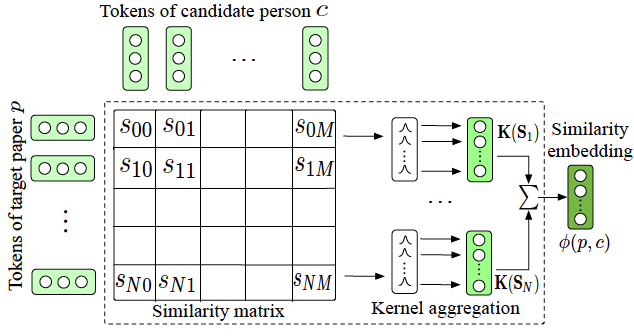 Tokens of candidate person c
...
Tokens of target paper p
...
s00 s01 s0M
s10 s11 s1M
sN0 sN1 sNM
Similarity matrix
K(S1)
...
K(SN)
Kernel aggregation
∑
Similarity
embedding
ϕ(p, c)